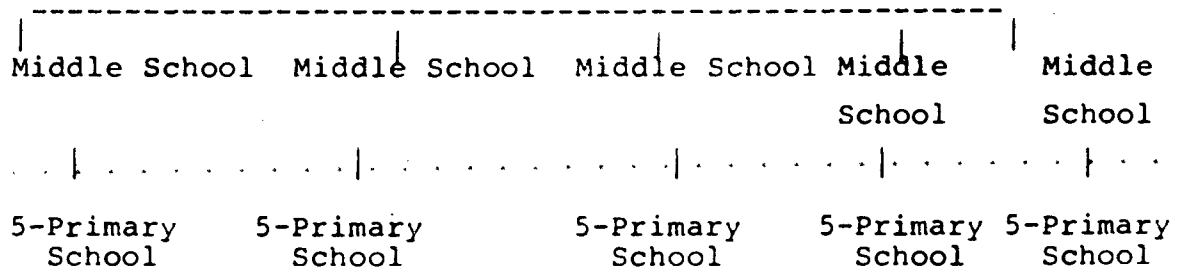 Middle School Middle School Middle School Middle Middle
School School
5-Primary 5-Primary 5-Primary 5-Primary 5-Primary
School School School School School